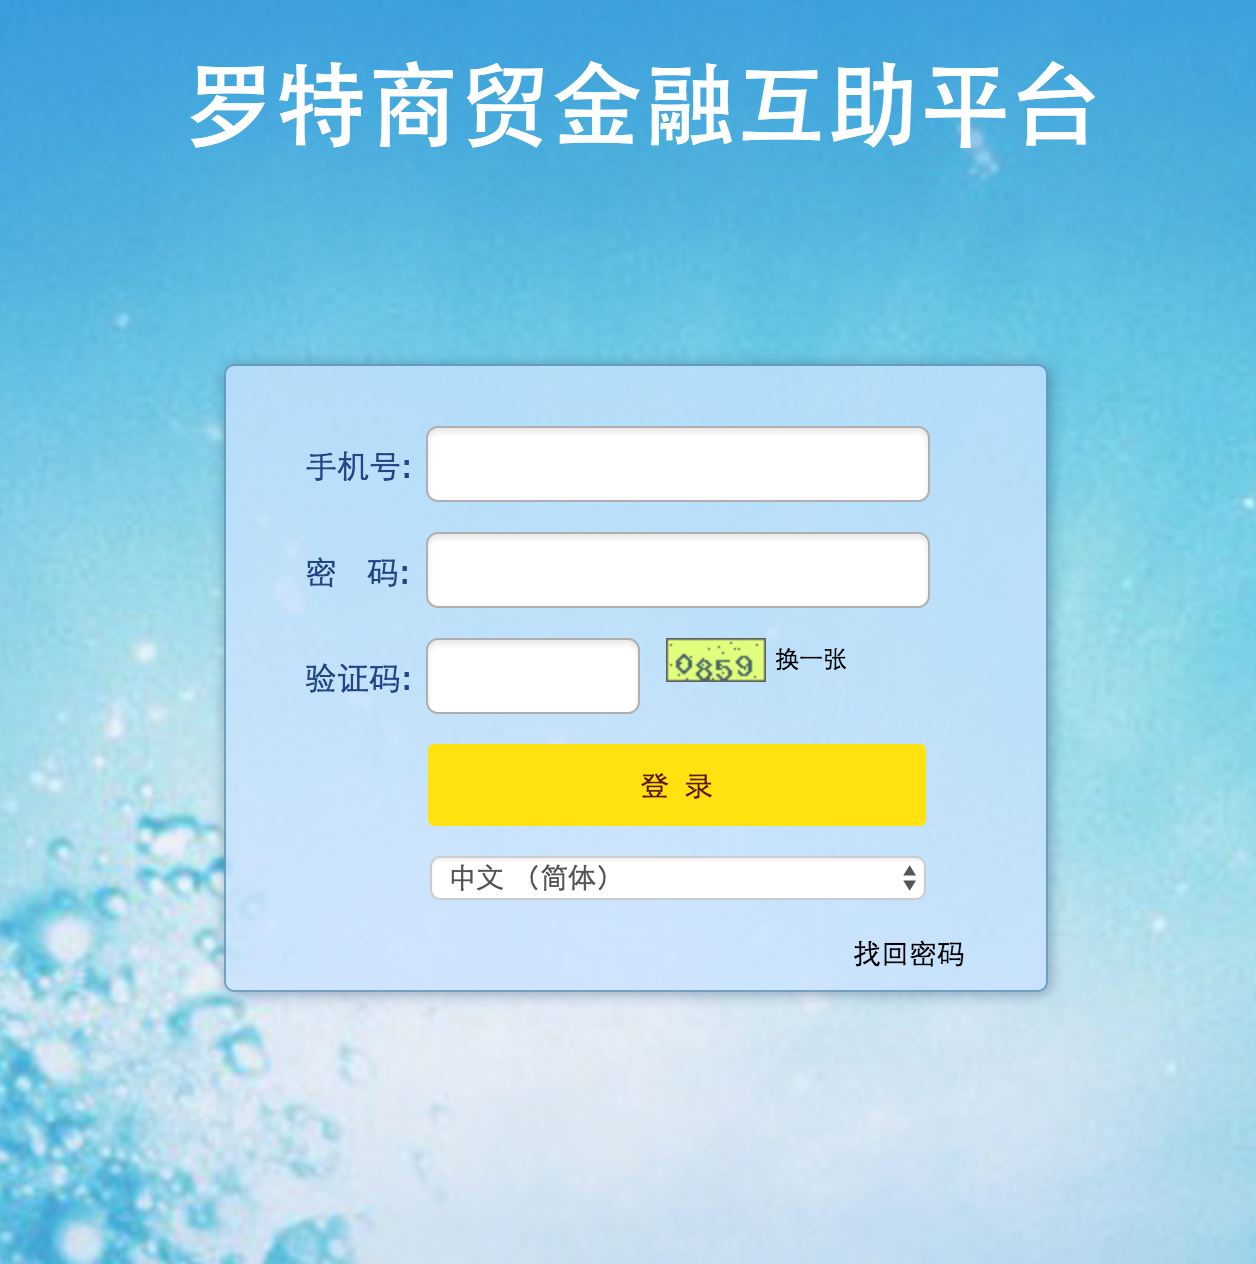 罗特商贸金融互助平台
手机号:
密 码:
验证码: 0859 换一张
登 录
中文 （简体）
找回密码